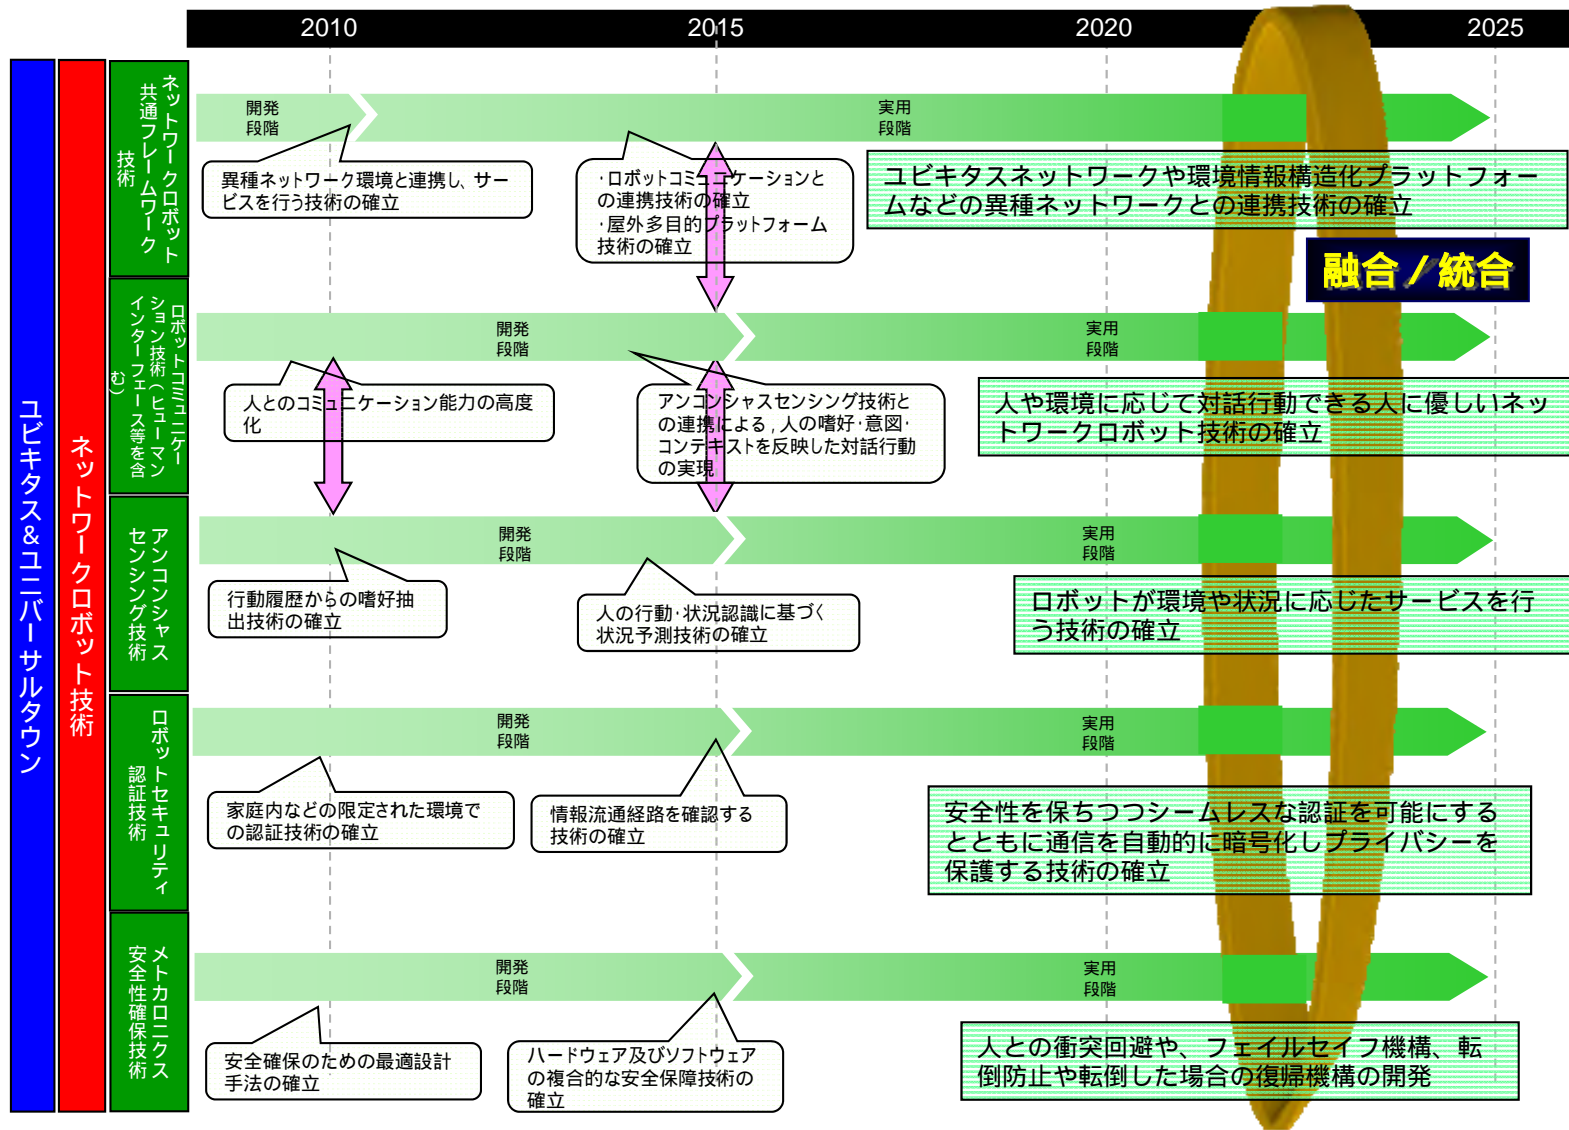 2010
2015
2020
2025
ユビキタス&ユニバーサルタウン
ネットワークロボット技術
ネットワークロボット
共通フレームワーク
技術
開発
段階
実用
段階
異種ネットワーク環境と連携し、サー
ビスを行う技術の確立
・ロボットコミュニケーションと
の連携技術の確立
・屋外多目的プラットフォーム
技術の確立
ユビキタスネットワークや環境情報構造化プラットフォー
ムなどの異種ネットワークとの連携技術の確立
融合/統合
ロボットコミュニケー
ション技術(ヒューマン
インターフェース等を含
む)
開発
段階
実用
段階
人とのコミュニケーション能力の高度
化
アンコンシャスセンシング技術と
の連携による,人の嗜好・意図・
コンテキストを反映した対話行動
の実現
人や環境に応じて対話行動できる人に優しいネッ
トワークロボット技術の確立
アンコンシャス
センシング技術
開発
段階
実用
段階
行動履歴からの嗜好抽
出技術の確立
人の行動・状況認識に基づく
状況予測技術の確立
ロボットが環境や状況に応じたサービスを行
う技術の確立
ロボットセキュリティ
認証技術
開発
段階
実用
段階
家庭内などの限定された環境で
の認証技術の確立
情報流通経路を確認する
技術の確立
安全性を保ちつつシームレスな認証を可能にする
とともに通信を自動的に暗号化しプライバシーを
保護する技術の確立
メトカロニクス
安全性確保技術
開発
段階
実用
段階
安全確保のための最適設計
手法の確立
ハードウェア及びソフトウェア
の複合的な安全保障技術の
確立
人との衝突回避や、フェイルセイフ機構、転
倒防止や転倒した場合の復帰機構の開発